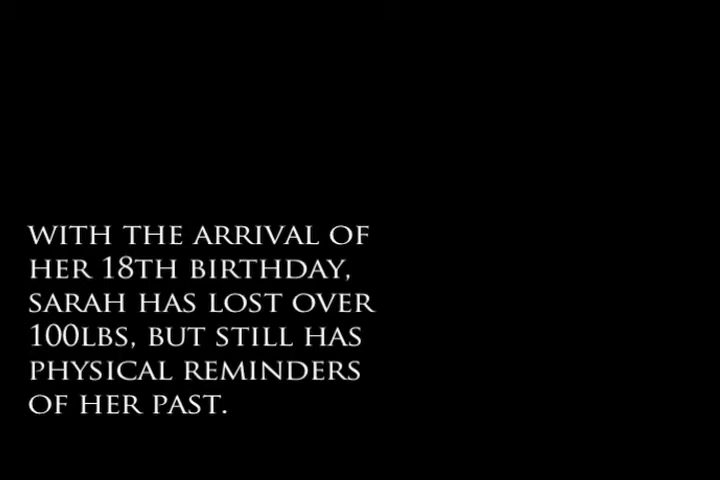 WITH THE ARRIVAL OF
HER 18TH BIRTHDAY,
SARAH HAS LOST OVER
100LBS, BUT STILL HAS
PHYSICAL REMINDERS
OF HER PAST.